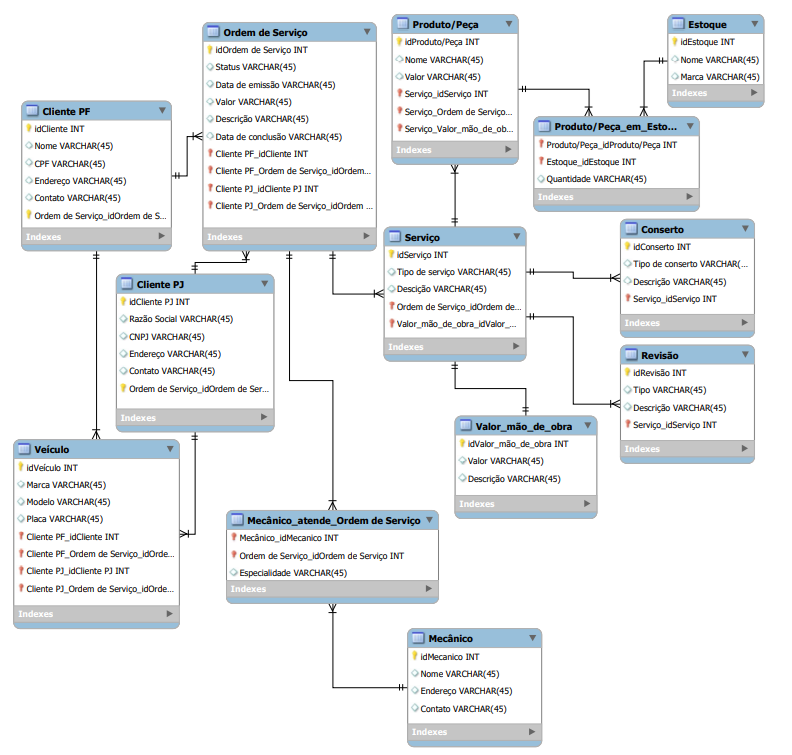 Ordem de Serviço
idOrdem de Serviço INT
Status VARCHAR(45)
Data de emissão VARCHAR(45)
Valor VARCHAR(45)
Descrição VARCHAR(45)
Data de conclusão VARCHAR(45)
Cliente PF_idCliente INT
Cliente PF_Ordem de Serviço_idOrdem...
Cliente PJ_idCliente PJ INT
Cliente PJ_Ordem de Serviço_idOrdem ...
Indexes
Produto/Peça
idProduto/Peça INT
Nome VARCHAR(45)
Valor VARCHAR(45)
Serviço_idServiço INT
Serviço_Ordem de Serviço...
Serviço_Valor_mão_de_ob...
Indexes
Estoque
idEstoque INT
Nome VARCHAR(45)
Marca VARCHAR(45)
Indexes
Cliente PF
idCliente INT
Nome VARCHAR(45)
CPF VARCHAR(45)
Endereço VARCHAR(45)
Contato VARCHAR(45)
Ordem de Serviço_idOrdem de S...
Indexes
Produto/Peça_em_Esto...
Produto/Peça_idProduto/Peça INT
Estoque_idEstoque INT
Quantidade VARCHAR(45)
Indexes
Serviço
idServiço INT
Tipo de serviço VARCHAR(45)
Descição VARCHAR(45)
Ordem de Serviço_idOrdem de...
Valor_mão_de_obra_idValor_...
Indexes
Conserto
idConserto INT
Tipo de conserto VARCHAR(...
Descrição VARCHAR(45)
Serviço_idServiço INT
Indexes
Cliente PJ
idCliente PJ INT
Razão Social VARCHAR(45)
CNPJ VARCHAR(45)
Endereço VARCHAR(45)
Contato VARCHAR(45)
Ordem de Serviço_idOrdem de Ser...
Indexes
Revisão
idRevisão INT
Tipo VARCHAR(45)
Descrição VARCHAR(45)
Serviço_idServiço INT
Indexes
Valor_mão_de_obra
idValor_mão_de_obra INT
Valor VARCHAR(45)
Descrição VARCHAR(45)
Indexes
Veículo
idVeículo INT
Marca VARCHAR(45)
Modelo VARCHAR(45)
Placa VARCHAR(45)
Cliente PF_idCliente INT
Cliente PF_Ordem de Serviço_idOrde...
Cliente PJ_idCliente PJ INT
Cliente PJ_Ordem de Serviço_idOrde...
Indexes
Mecânico_atende_Ordem de Serviço
Mecânico_idMecanico INT
Ordem de Serviço_idOrdem de Serviço INT
Especialidade VARCHAR(45)
Indexes
Mecânico
idMecanico INT
Nome VARCHAR(45)
Endereço VARCHAR(45)
Contato VARCHAR(45)
Indexes